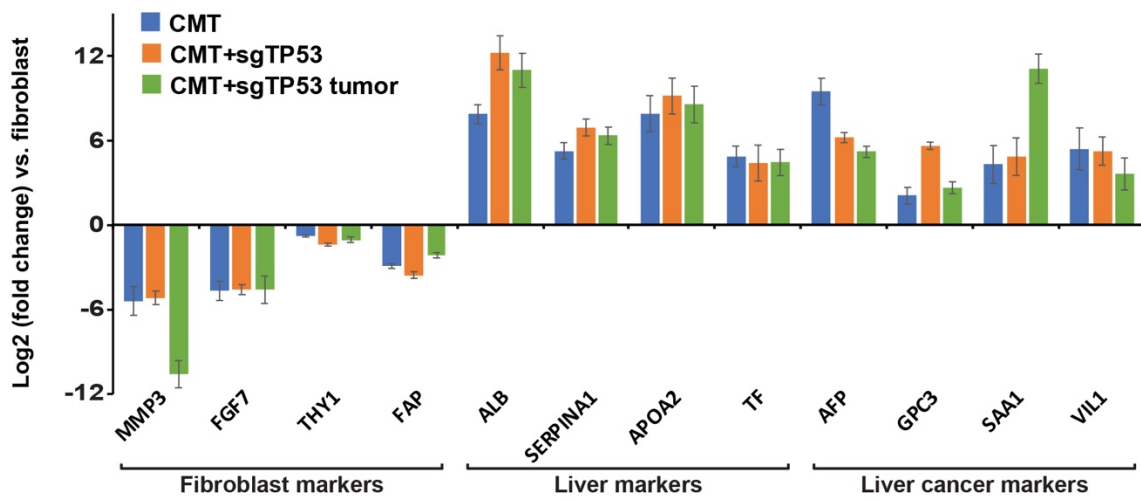 CMT
CMT+sgTP53
CMT+sgTP53 tumor
Log2 (fold change) vs. fibroblast
12
6
0
-6
-12
MMP3
FGF7
THY1
FAP
ALB
SERPINA1
APOA2
TF
AFP
GPC3
SAA1
VIL1
Fibroblast markers
Liver markers
Liver cancer markers